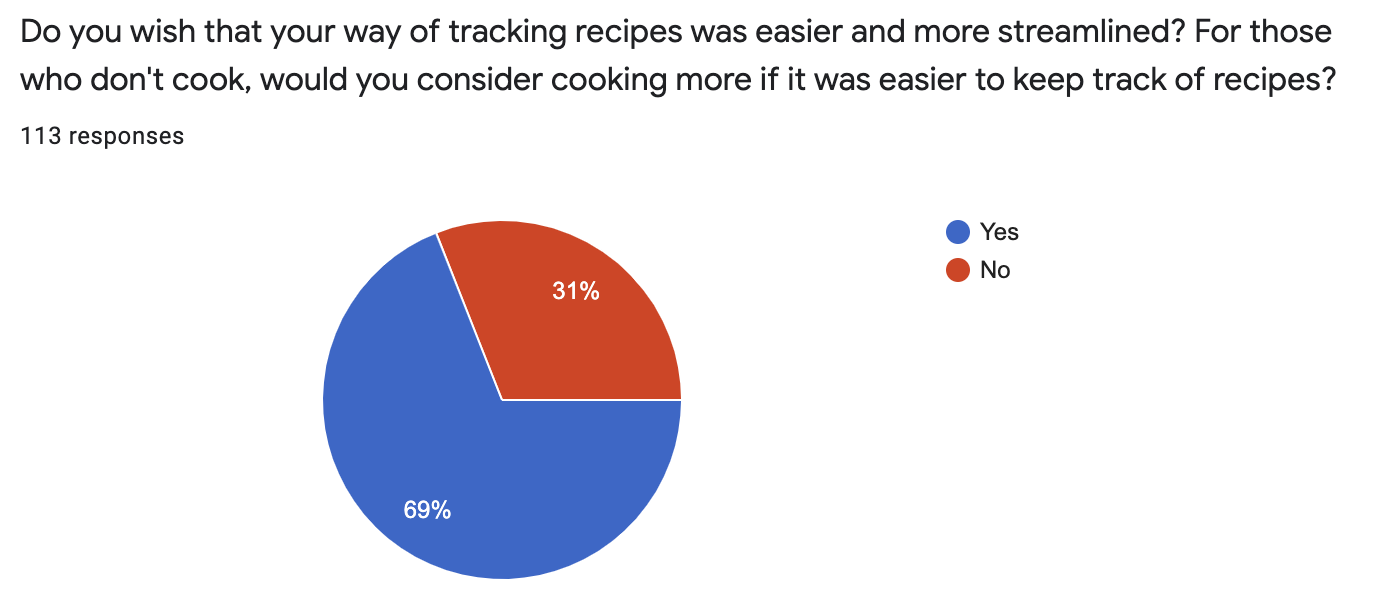 Do you wish that your way of tracking recipes was easier and more streamlined? For those
who don't cook, would you consider cooking more if it was easier to keep track of recipes?
113 responses
Yes
No
31%
69%